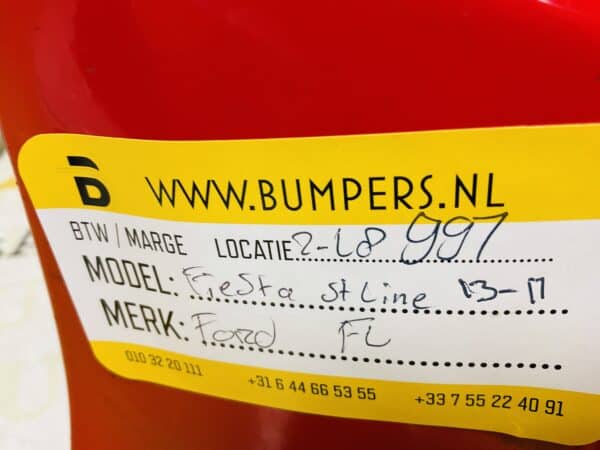 WWW.BUMPERS.NL
BTW / MARGE LOCATIE 2-L8 997
MODEL: Fiesta st Line 13-17
MERK: Ford FL
010 32 20 111 +31 6 44 66 53 55 +33 7 55 22 40 91